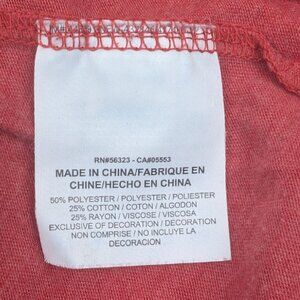 RN#56323 - CA#05553
MADE IN CHINA/FABRIQUE EN
CHINE/HECHO EN CHINA
50% POLYESTER / POLYESTER / POLIESTER
25% COTTON / COTON / ALGODON
25% RAYON / VISCOSE / VISCOSA
EXCLUSIVE OF DECORATION / DECORATION
NON COMPRISE / NO INCLUYE LA
DECORACION